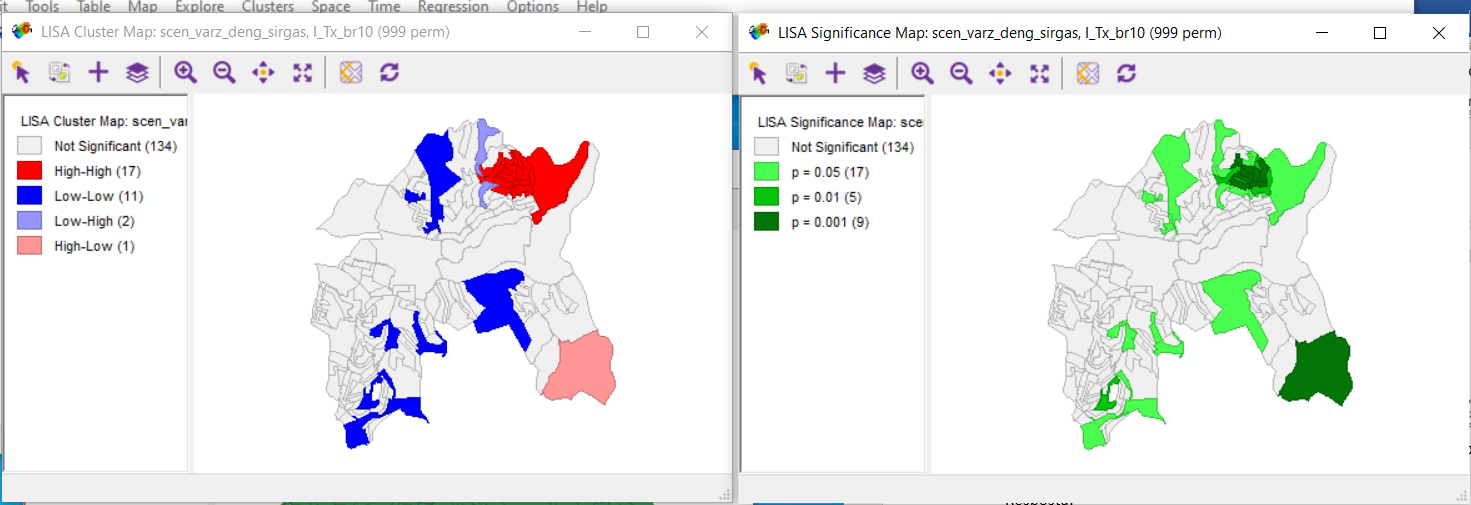 Tools Table Map Explore Clusters Space Time Regression Options Help
LISA Cluster Map: scen_varz_deng_sirgas, I_Tx_br10 (999 perm)
LISA Cluster Map: scen_var
Not Significant (134)
High-High (17)
Low-Low (11)
Low-High (2)
High-Low (1)
LISA Significance Map: scen_varz_deng_sirgas, I_Tx_br10 (999 perm)
LISA Significance Map: sce
Not Significant (134)
p = 0.05 (17)
p = 0.01 (5)
p = 0.001 (9)